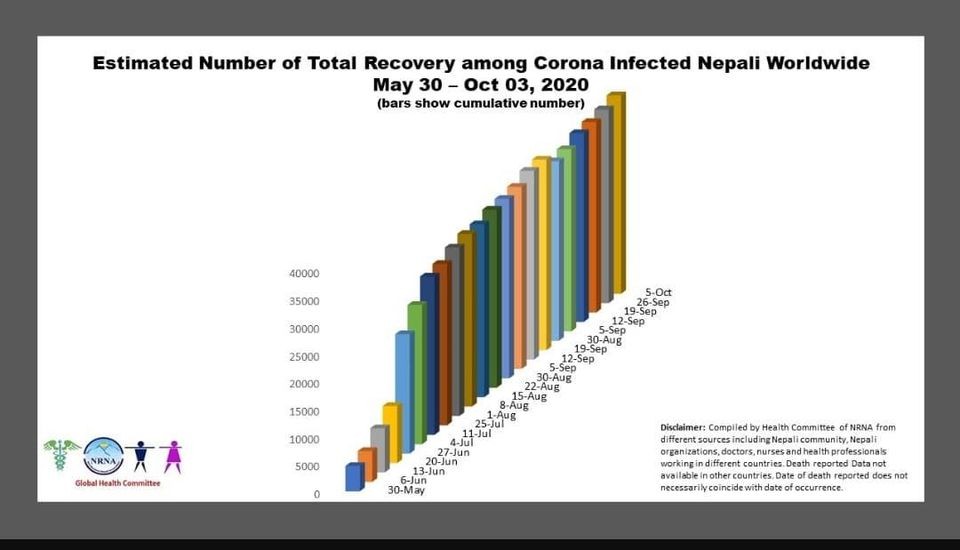 Estimated Number of Total Recovery among Corona Infected Nepali Worldwide
May 30 – Oct 03, 2020
(bars show cumulative number)
40000
35000
30000
25000
20000
15000
10000
5000
0
5-Oct
26-Sep
19-Sep
12-Sep
5-Sep
30-Aug
19-Sep
12-Sep
5-Sep
30-Aug
22-Aug
15-Aug
8-Aug
1-Aug
25-Jul
11-Jul
4-Jul
27-Jun
20-Jun
13-Jun
6-Jun
30-May
NRNA
Global Health Committee
Disclaimer: Compiled by Health Committee of NRNA from
different sources including Nepali community, Nepali
organizations, doctors, nurses and health professionals
working in different countries. Death reported Data not
available in other countries. Date of death reported does not
necessarily coincide with date of occurrence.